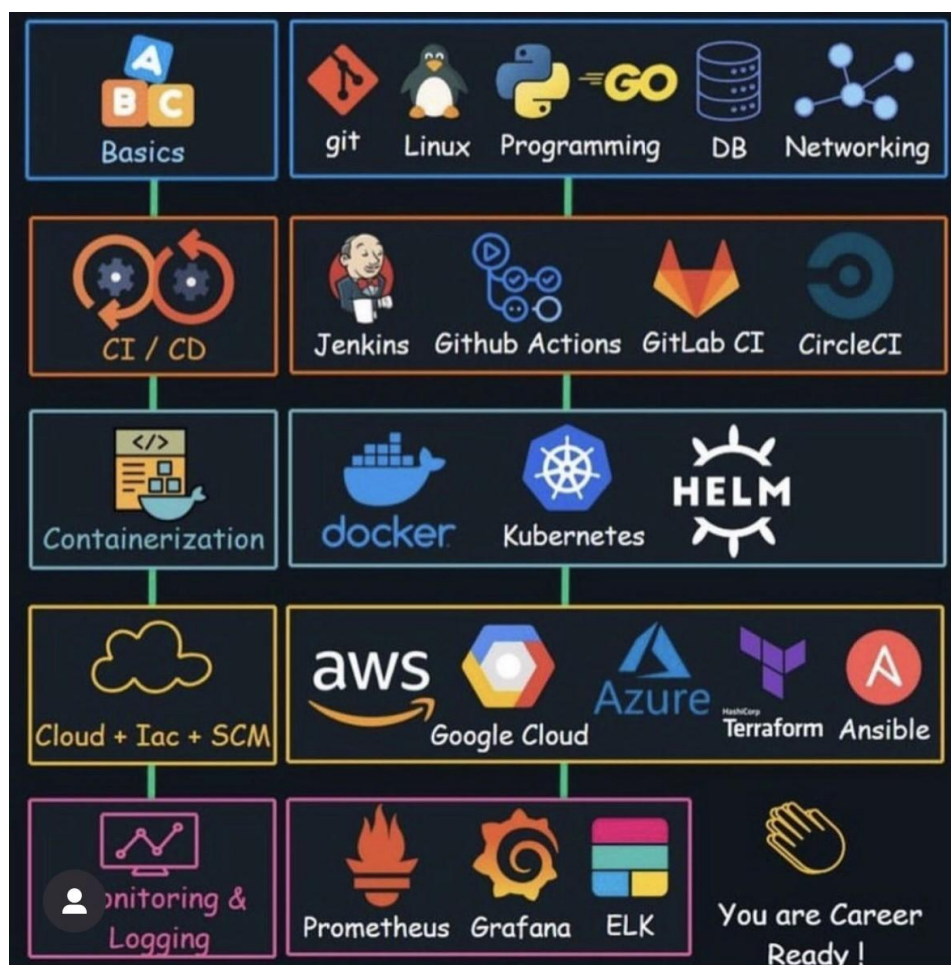 A
B C
Basics
git
Linux
Programming
GO
DB
Networking
CI / CD
Jenkins
Github Actions
GitLab CI
CircleCI
</>
Containerization
docker
Kubernetes
HELM
Cloud + Iac + SCM
aws
Google Cloud
Azure
HashiCorp
Terraform
Ansible
A
onitoring &
Logging
Prometheus
Grafana
ELK
You are Career
Ready !